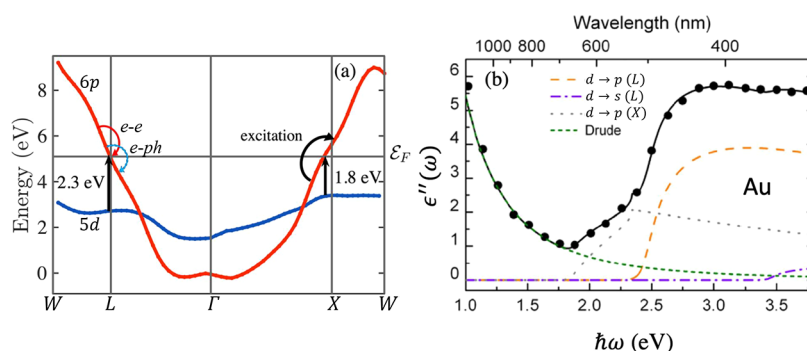 (a)
6p
8
6
4
2
0
Energy (eV)
e-e
e-ph
excitation
ℰ_F
2.3 eV
1.8 eV
5d
W L Γ X W
Wavelength (nm)
1000 800 600 400
(b)
d → p (L)
d → s (L)
d → p (X)
Drude
6
5
4
3
2
1
0
ϵ''(ω)
Au
1.0 1.5 2.0 2.5 3.0 3.5
ℏω (eV)